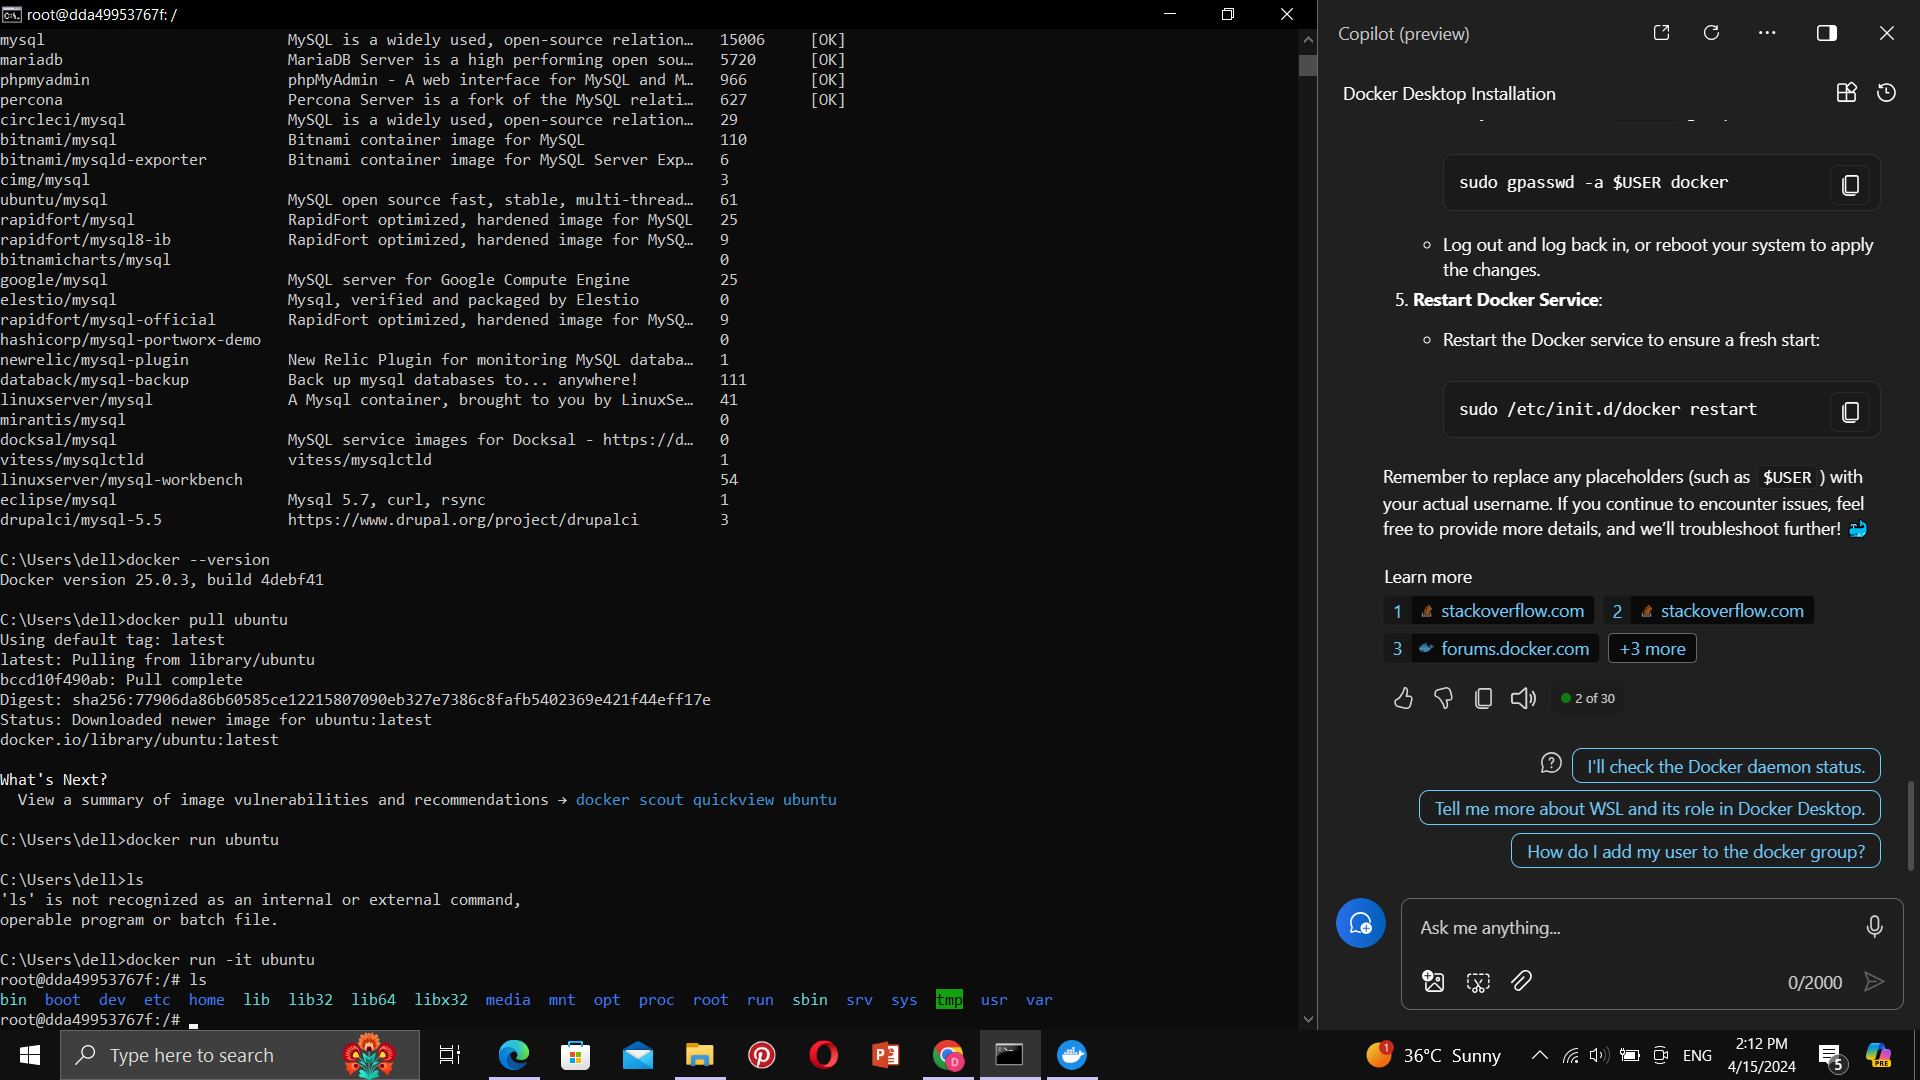 root@dda49953767f: /
mysql MySQL is a widely used, open-source relation… 15006 [OK]
mariadb MariaDB Server is a high performing open sou… 5720 [OK]
phpmyadmin phpMyAdmin - A web interface for MySQL and M… 966 [OK]
percona Percona Server is a fork of the MySQL relati… 627 [OK]
circleci/mysql MySQL is a widely used, open-source relation… 29
bitnami/mysql Bitnami container image for MySQL 110
bitnami/mysqld-exporter Bitnami container image for MySQL Server Exp… 6
cimg/mysql 3
ubuntu/mysql MySQL open source fast, stable, multi-thread… 61
rapidfort/mysql RapidFort optimized, hardened image for MySQL 25
rapidfort/mysql8-ib RapidFort optimized, hardened image for MySQ… 9
bitnamicharts/mysql 0
google/mysql MySQL server for Google Compute Engine 25
elestio/mysql Mysql, verified and packaged by Elestio 0
rapidfort/mysql-official RapidFort optimized, hardened image for MySQ… 9
hashicorp/mysql-portworx-demo 0
newrelic/mysql-plugin New Relic Plugin for monitoring MySQL databa… 1
databack/mysql-backup Back up mysql databases to... anywhere! 111
linuxserver/mysql A Mysql container, brought to you by LinuxSe… 41
mirantis/mysql 0
docksal/mysql MySQL service images for Docksal - https://d… 0
vitess/mysqlctld vitess/mysqlctld 1
linuxserver/mysql-workbench 54
eclipse/mysql Mysql 5.7, curl, rsync 1
drupalci/mysql-5.5 https://www.drupal.org/project/drupalci 3
C:\Users\dell>docker --version
Docker version 25.0.3, build 4debf41
C:\Users\dell>docker pull ubuntu
Using default tag: latest
latest: Pulling from library/ubuntu
bccd10f490ab: Pull complete
Digest: sha256:77906da86b60585ce12215807090eb327e7386c8fafb5402369e421f44eff17e
Status: Downloaded newer image for ubuntu:latest
docker.io/library/ubuntu:latest
What's Next?
View a summary of image vulnerabilities and recommendations → docker scout quickview ubuntu
C:\Users\dell>docker run ubuntu
C:\Users\dell>ls
'ls' is not recognized as an internal or external command,
operable program or batch file.
C:\Users\dell>docker run -it ubuntu
root@dda49953767f:/# ls
bin boot dev etc home lib lib32 lib64 libx32 media mnt opt proc root run sbin srv sys tmp usr var
root@dda49953767f:/#
Copilot (preview)
Docker Desktop Installation
sudo gpasswd -a $USER docker
Log out and log back in, or reboot your system to apply
the changes.
5. Restart Docker Service:
Restart the Docker service to ensure a fresh start:
sudo /etc/init.d/docker restart
Remember to replace any placeholders (such as $USER ) with
your actual username. If you continue to encounter issues, feel
free to provide more details, and we’ll troubleshoot further!
Learn more
1 stackoverflow.com 2 stackoverflow.com
3 forums.docker.com +3 more
2 of 30
I'll check the Docker daemon status.
Tell me more about WSL and its role in Docker Desktop.
How do I add my user to the docker group?
Ask me anything...
0/2000
Type here to search
1 36°C Sunny
ENG
2:12 PM
4/15/2024
5
PRE